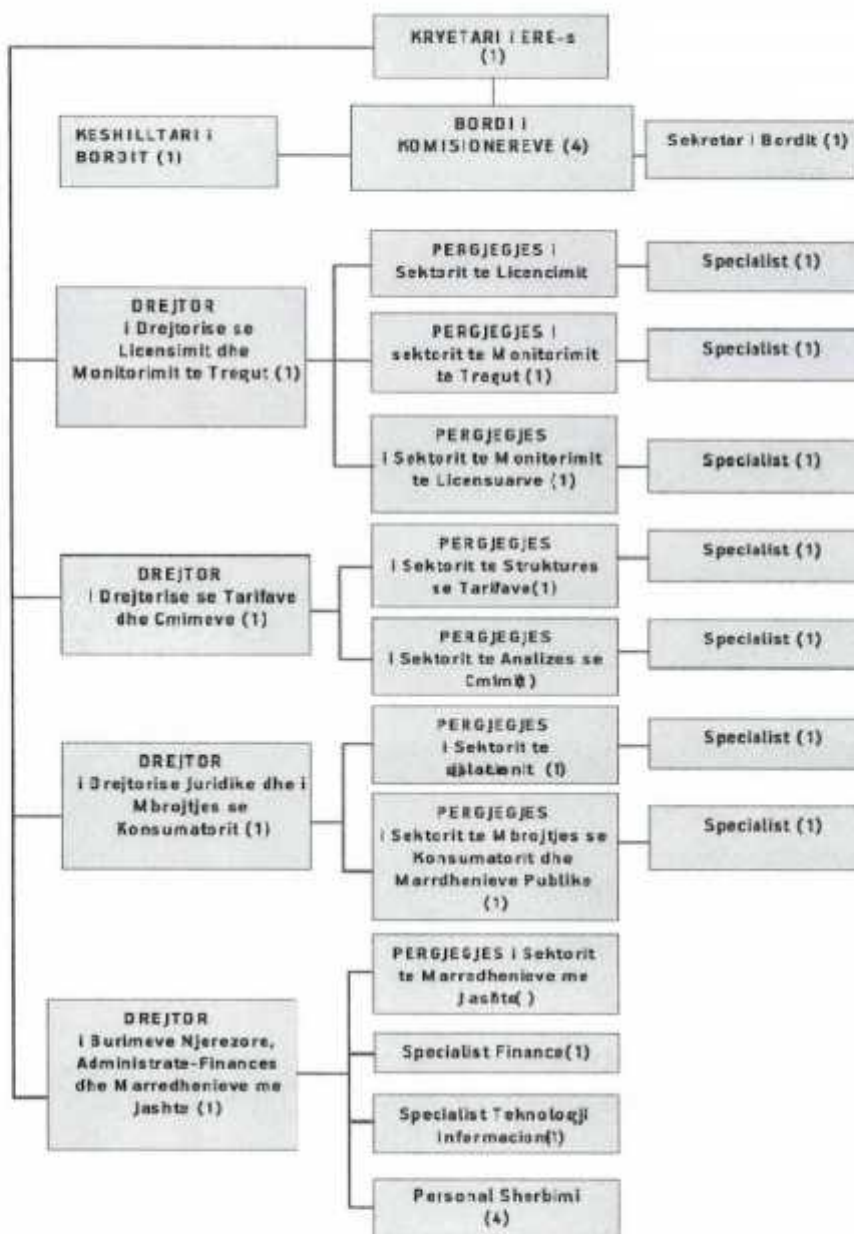 KRYETARI I ERE-s
(1)
KESHILLTARI I
BORDIT (1)
BORDI I
KOMISIONEREVE (4)
Sekretar i Bordit (1)
DREJTOR
i Drejtorise se
Licensimit dhe
Monitorimit te Tregut (1)
PERGJEGJES i
Sektorit te Licencimit
Specialist (1)
PERGJEGJES i
sektorit te Monitorimit
te Tregut (1)
Specialist (1)
PERGJEGJES
i Sektorit te Monitorimit
te Licensuarve (1)
Specialist (1)
DREJTOR
i Drejtorise se Tarifave
dhe Cmimeve (1)
PERGJEGJES
i Sektorit te Struktures
se Tarifave(1)
Specialist (1)
PERGJEGJES
i Sektorit te Analizes se
Specialist (1)
DREJTOR
i Drejtorise Juridike dhe i
Mbrojtjes se
Konsumatorit (1)
PERGJEGJES
i Sektorit te
(1)
Specialist (1)
PERGJEGJES
i Sektorit te Mbrojtjes se
Konsumatorit dhe
Marrdhenieve Publike
(1)
Specialist (1)
DREJTOR
i Burimeve Njerezore,
Administrate-Finances
dhe Marredhenieve me
Jashte (1)
PERGJEGJES i Sektorit
te Marredhenieve me
Jashte( )
Specialist Finance(1)
Specialist Teknologji
Informacion(1)
Personal Sherbimi
(4)